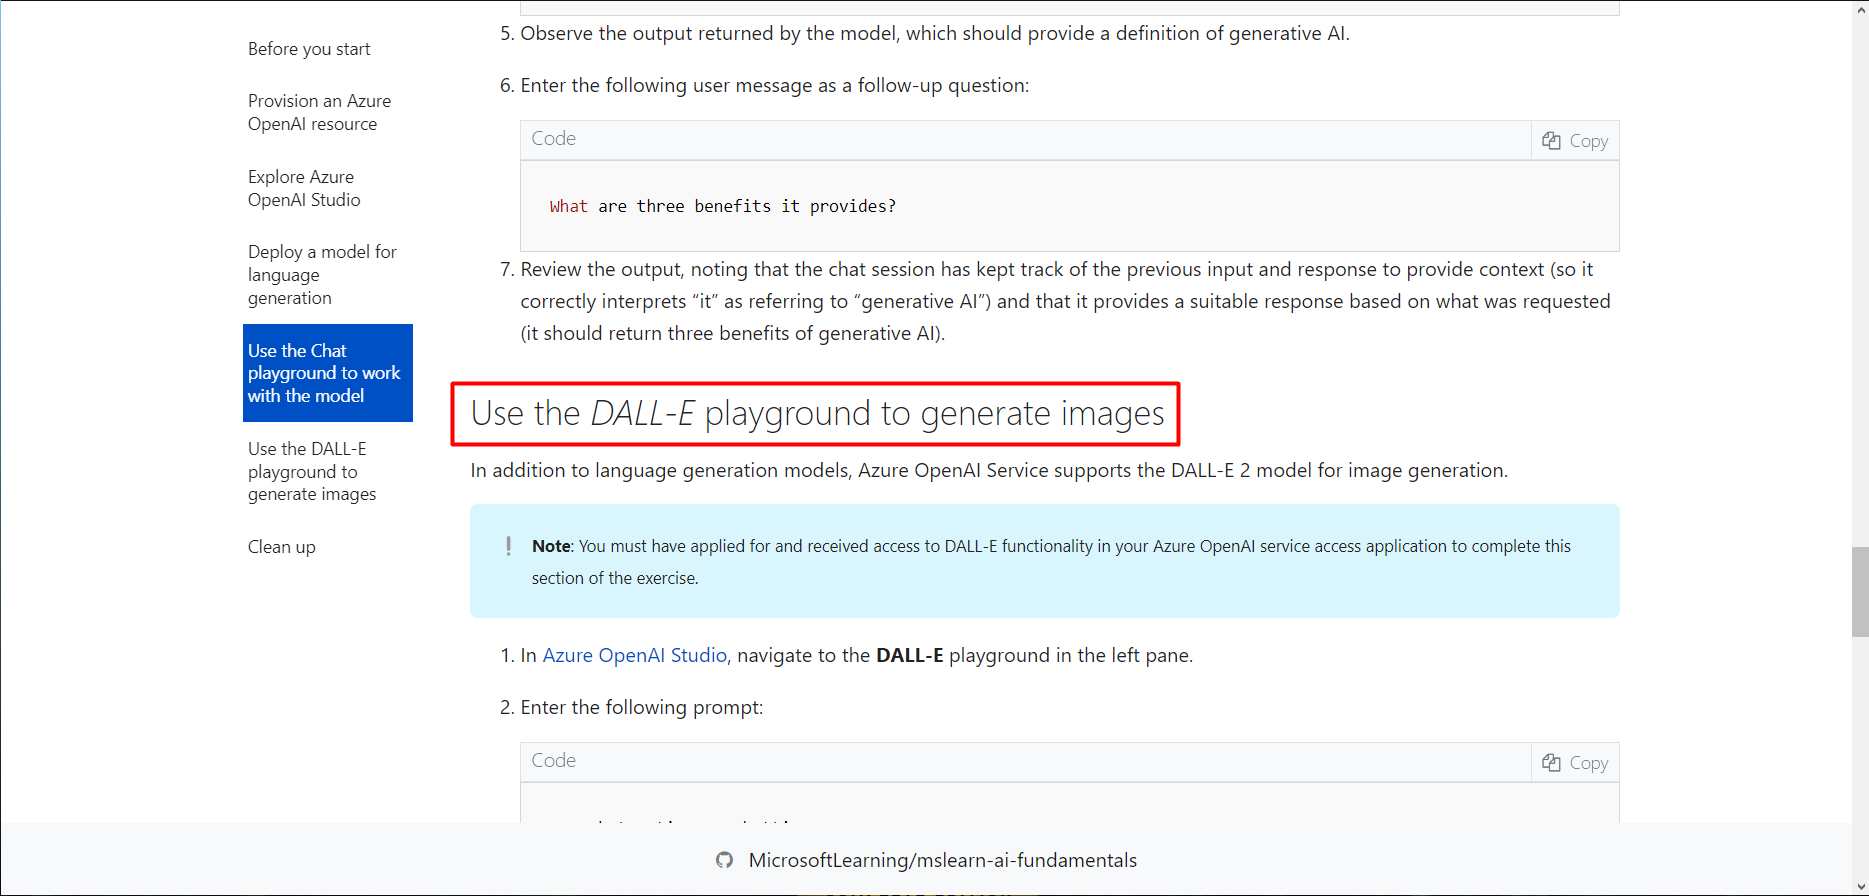 Before you start
Provision an Azure
OpenAI resource
Explore Azure
OpenAI Studio
Deploy a model for
language
generation
Use the Chat
playground to work
with the model
Use the DALL-E
playground to
generate images
Clean up
5. Observe the output returned by the model, which should provide a definition of generative AI.
6. Enter the following user message as a follow-up question:
Code
Copy
What are three benefits it provides?
7. Review the output, noting that the chat session has kept track of the previous input and response to provide context (so it
correctly interprets “it” as referring to “generative AI”) and that it provides a suitable response based on what was requested
(it should return three benefits of generative AI).
Use the DALL-E playground to generate images
In addition to language generation models, Azure OpenAI Service supports the DALL-E 2 model for image generation.
Note: You must have applied for and received access to DALL-E functionality in your Azure OpenAI service access application to complete this
section of the exercise.
1. In Azure OpenAI Studio, navigate to the DALL-E playground in the left pane.
2. Enter the following prompt:
Code
Copy
MicrosoftLearning/mslearn-ai-fundamentals